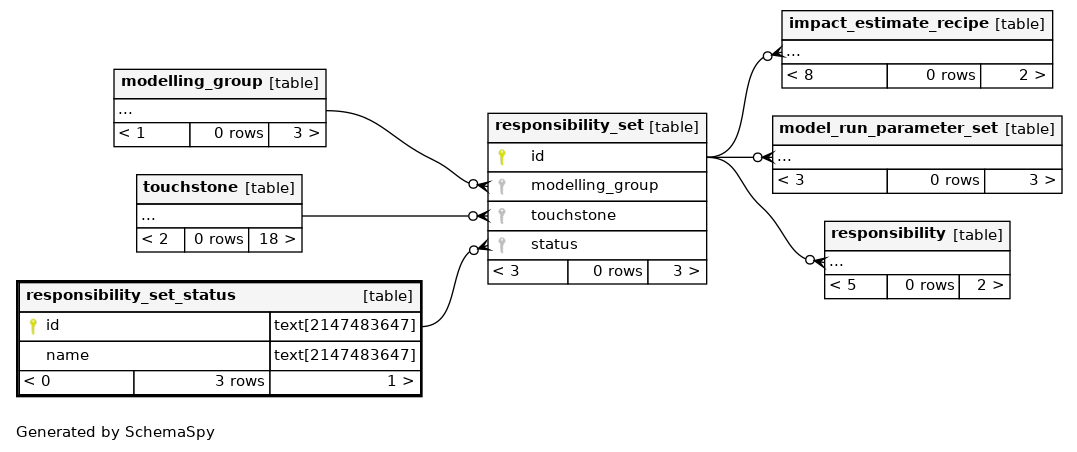 modelling_group [table]
...
< 1 0 rows 3 >
touchstone [table]
...
< 2 0 rows 18 >
responsibility_set_status [table]
id text[2147483647]
name text[2147483647]
< 0 3 rows 1 >
responsibility_set [table]
id
modelling_group
touchstone
status
< 3 0 rows 3 >
impact_estimate_recipe [table]
...
< 8 0 rows 2 >
model_run_parameter_set [table]
...
< 3 0 rows 3 >
responsibility [table]
...
< 5 0 rows 2 >
Generated by SchemaSpy